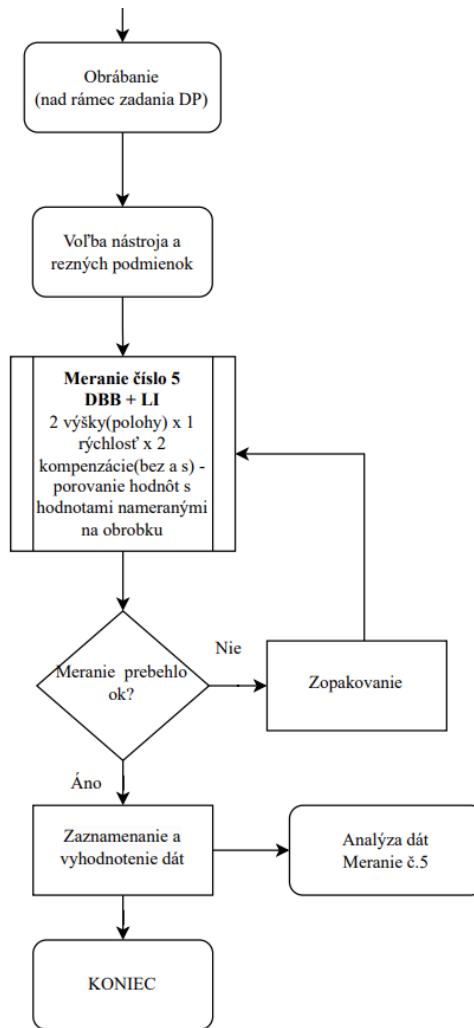 Obrábanie
(nad rámec zadania DP)
Voľba nástroja a
rezných podmienok
Meranie číslo 5
DBB + LI
2 výšky(polohy) x 1
rýchlosť x 2
kompenzácie(bez a s) -
porovanie hodnôt s
hodnotami nameranými
na obrobku
Meranie prebehlo
ok?
Nie
Zopakovanie
Áno
Zaznamenanie a
vyhodnotenie dát
Analýza dát
Meranie č.5
KONIEC